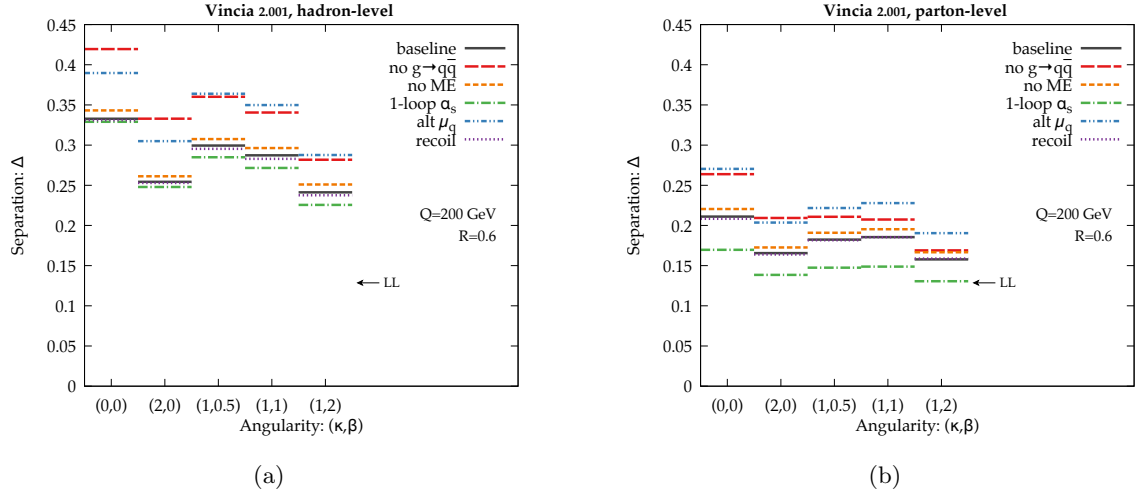 Vincia 2.001, hadron-level
Separation: Δ
0.45
0.4
0.35
0.3
0.25
0.2
0.15
0.1
0.05
0
baseline
no g→qq̅
no ME
1-loop αs
alt μq
recoil
Q=200 GeV
R=0.6
LL
(0,0) (2,0) (1,0.5) (1,1) (1,2)
Angularity: (κ,β)
(a)
Vincia 2.001, parton-level
Separation: Δ
0.45
0.4
0.35
0.3
0.25
0.2
0.15
0.1
0.05
0
baseline
no g→qq̅
no ME
1-loop αs
alt μq
recoil
Q=200 GeV
R=0.6
LL
(0,0) (2,0) (1,0.5) (1,1) (1,2)
Angularity: (κ,β)
(b)